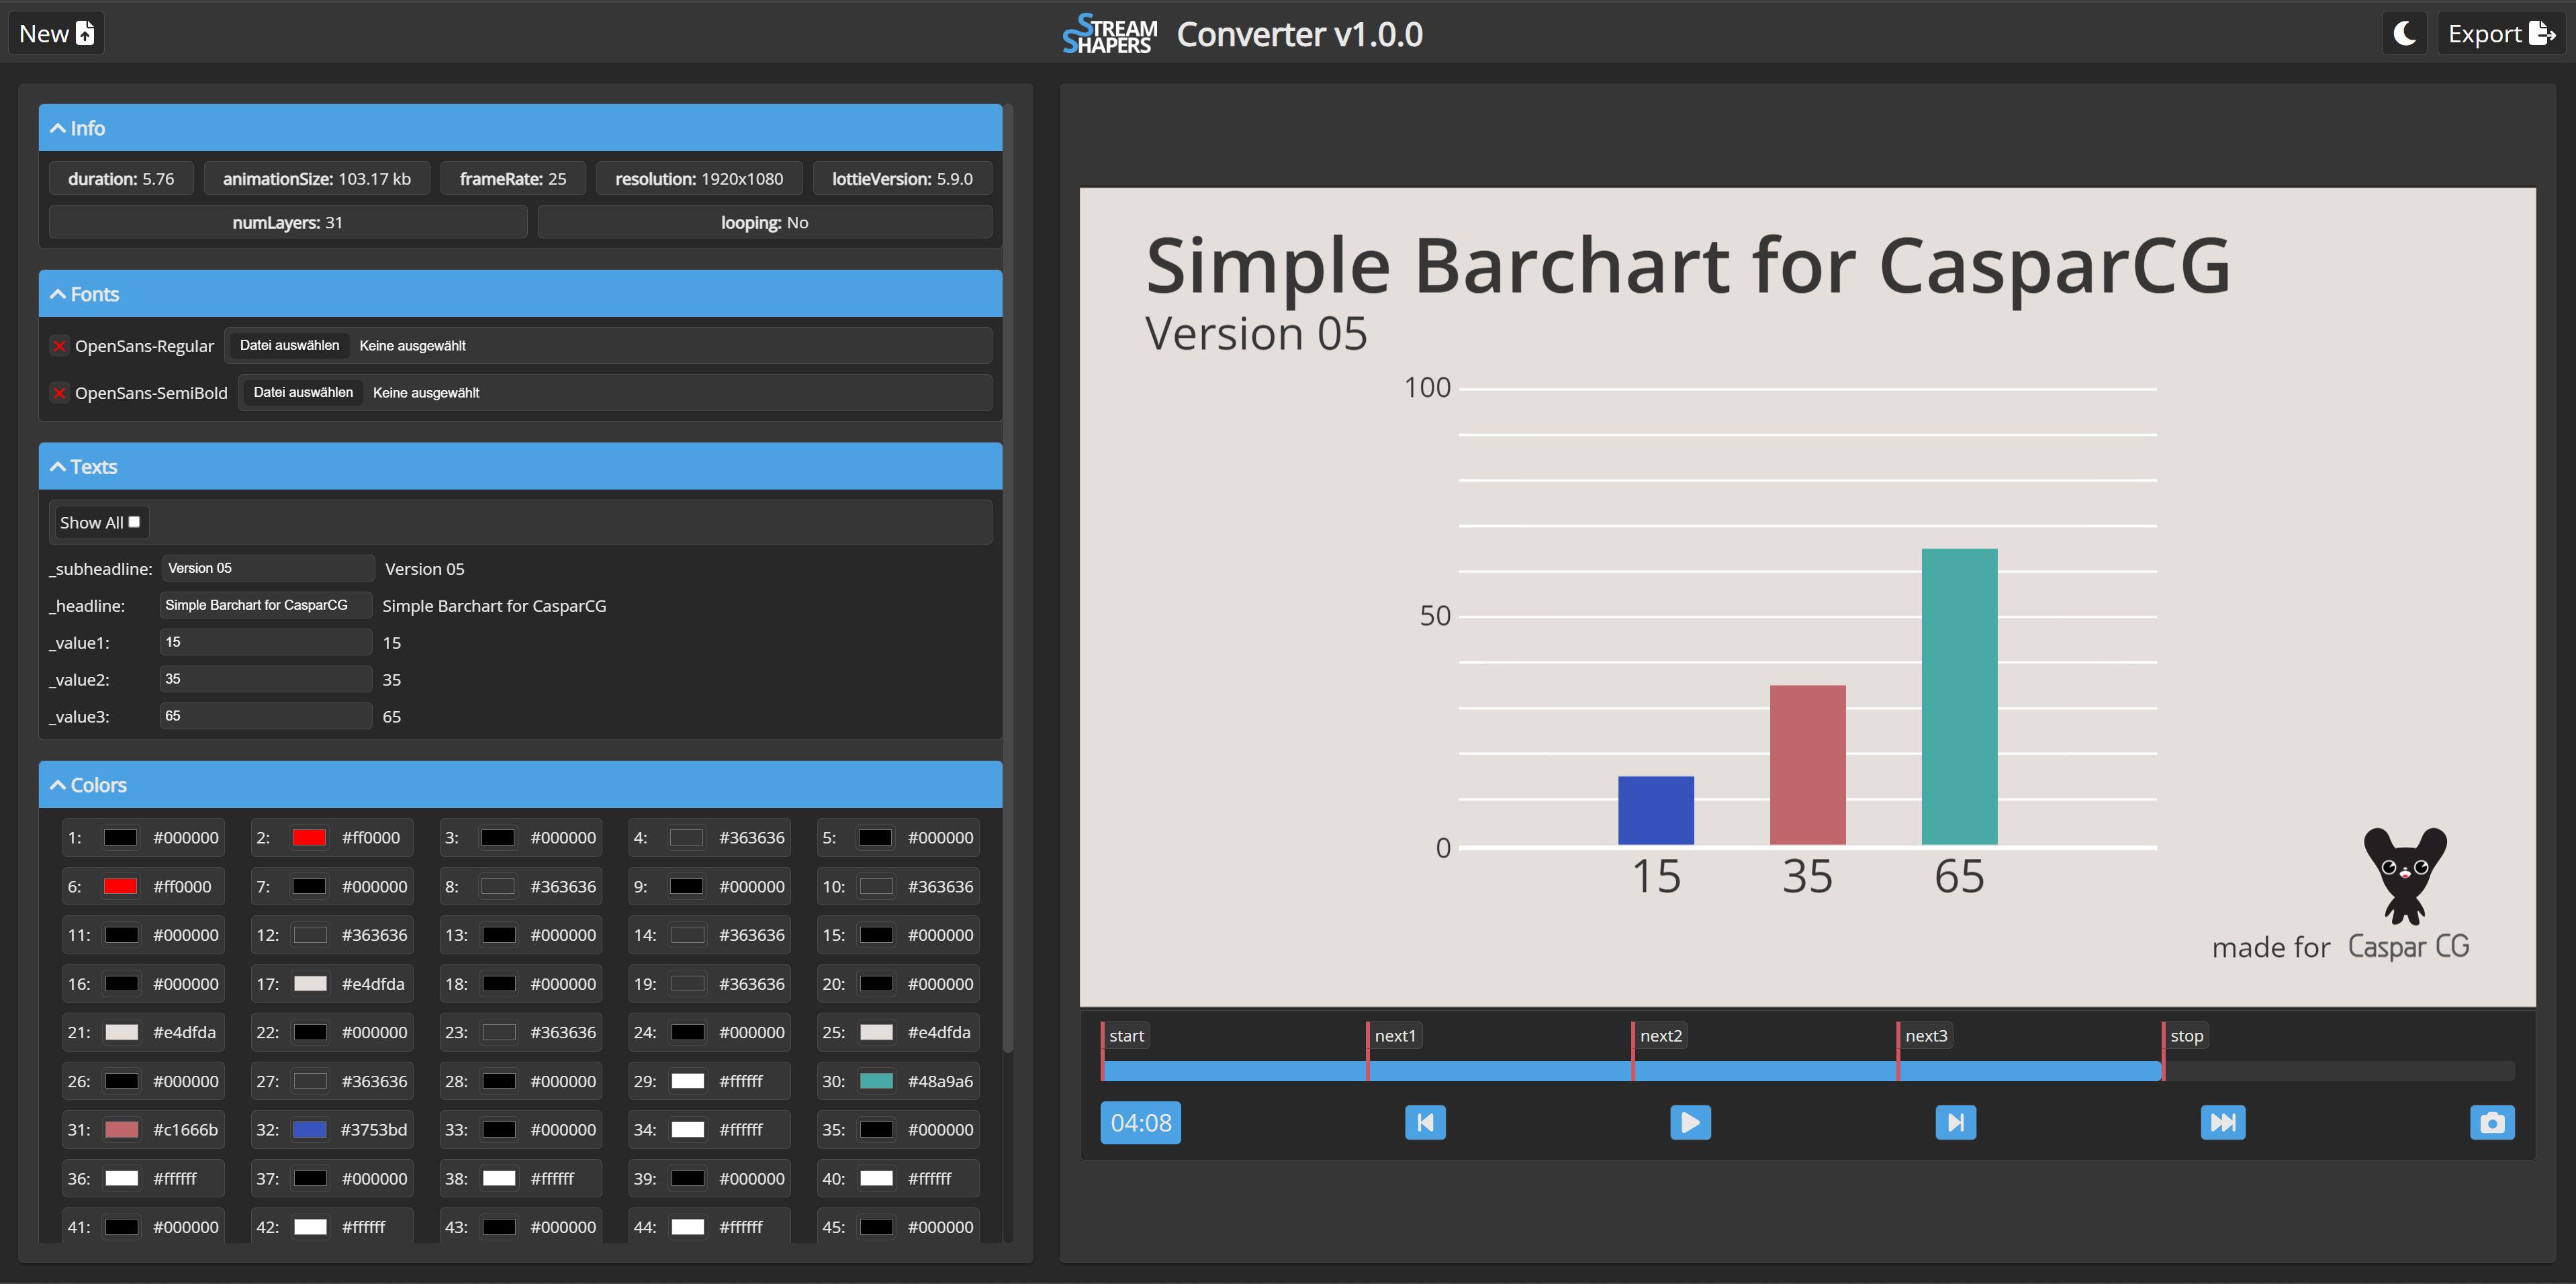 New
STREAM SHAPERS Converter v1.0.0
Export
Info
duration: 5.76 animationSize: 103.17 kb frameRate: 25 resolution: 1920x1080 lottieVersion: 5.9.0
numLayers: 31 looping: No
Fonts
OpenSans-Regular Datei auswählen Keine ausgewählt
OpenSans-SemiBold Datei auswählen Keine ausgewählt
Texts
Show All
_subheadline: Version 05 Version 05
_headline: Simple Barchart for CasparCG Simple Barchart for CasparCG
_value1: 15 15
_value2: 35 35
_value3: 65 65
Colors
1: #000000 2: #ff0000 3: #000000 4: #363636 5: #000000
6: #ff0000 7: #000000 8: #363636 9: #000000 10: #363636
11: #000000 12: #363636 13: #000000 14: #363636 15: #000000
16: #000000 17: #e4dfda 18: #000000 19: #363636 20: #000000
21: #e4dfda 22: #000000 23: #363636 24: #000000 25: #e4dfda
26: #000000 27: #363636 28: #000000 29: #ffffff 30: #48a9a6
31: #c1666b 32: #3753bd 33: #000000 34: #ffffff 35: #000000
36: #ffffff 37: #000000 38: #ffffff 39: #000000 40: #ffffff
41: #000000 42: #ffffff 43: #000000 44: #ffffff 45: #000000
Simple Barchart for CasparCG
Version 05
100
50
0
15 35 65
made for Caspar CG
start next1 next2 next3 stop
04:08